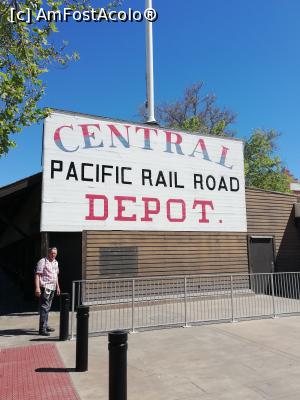 [c] AmFostAcolo®
CENTRAL
PACIFIC RAIL ROAD
DEPOT.